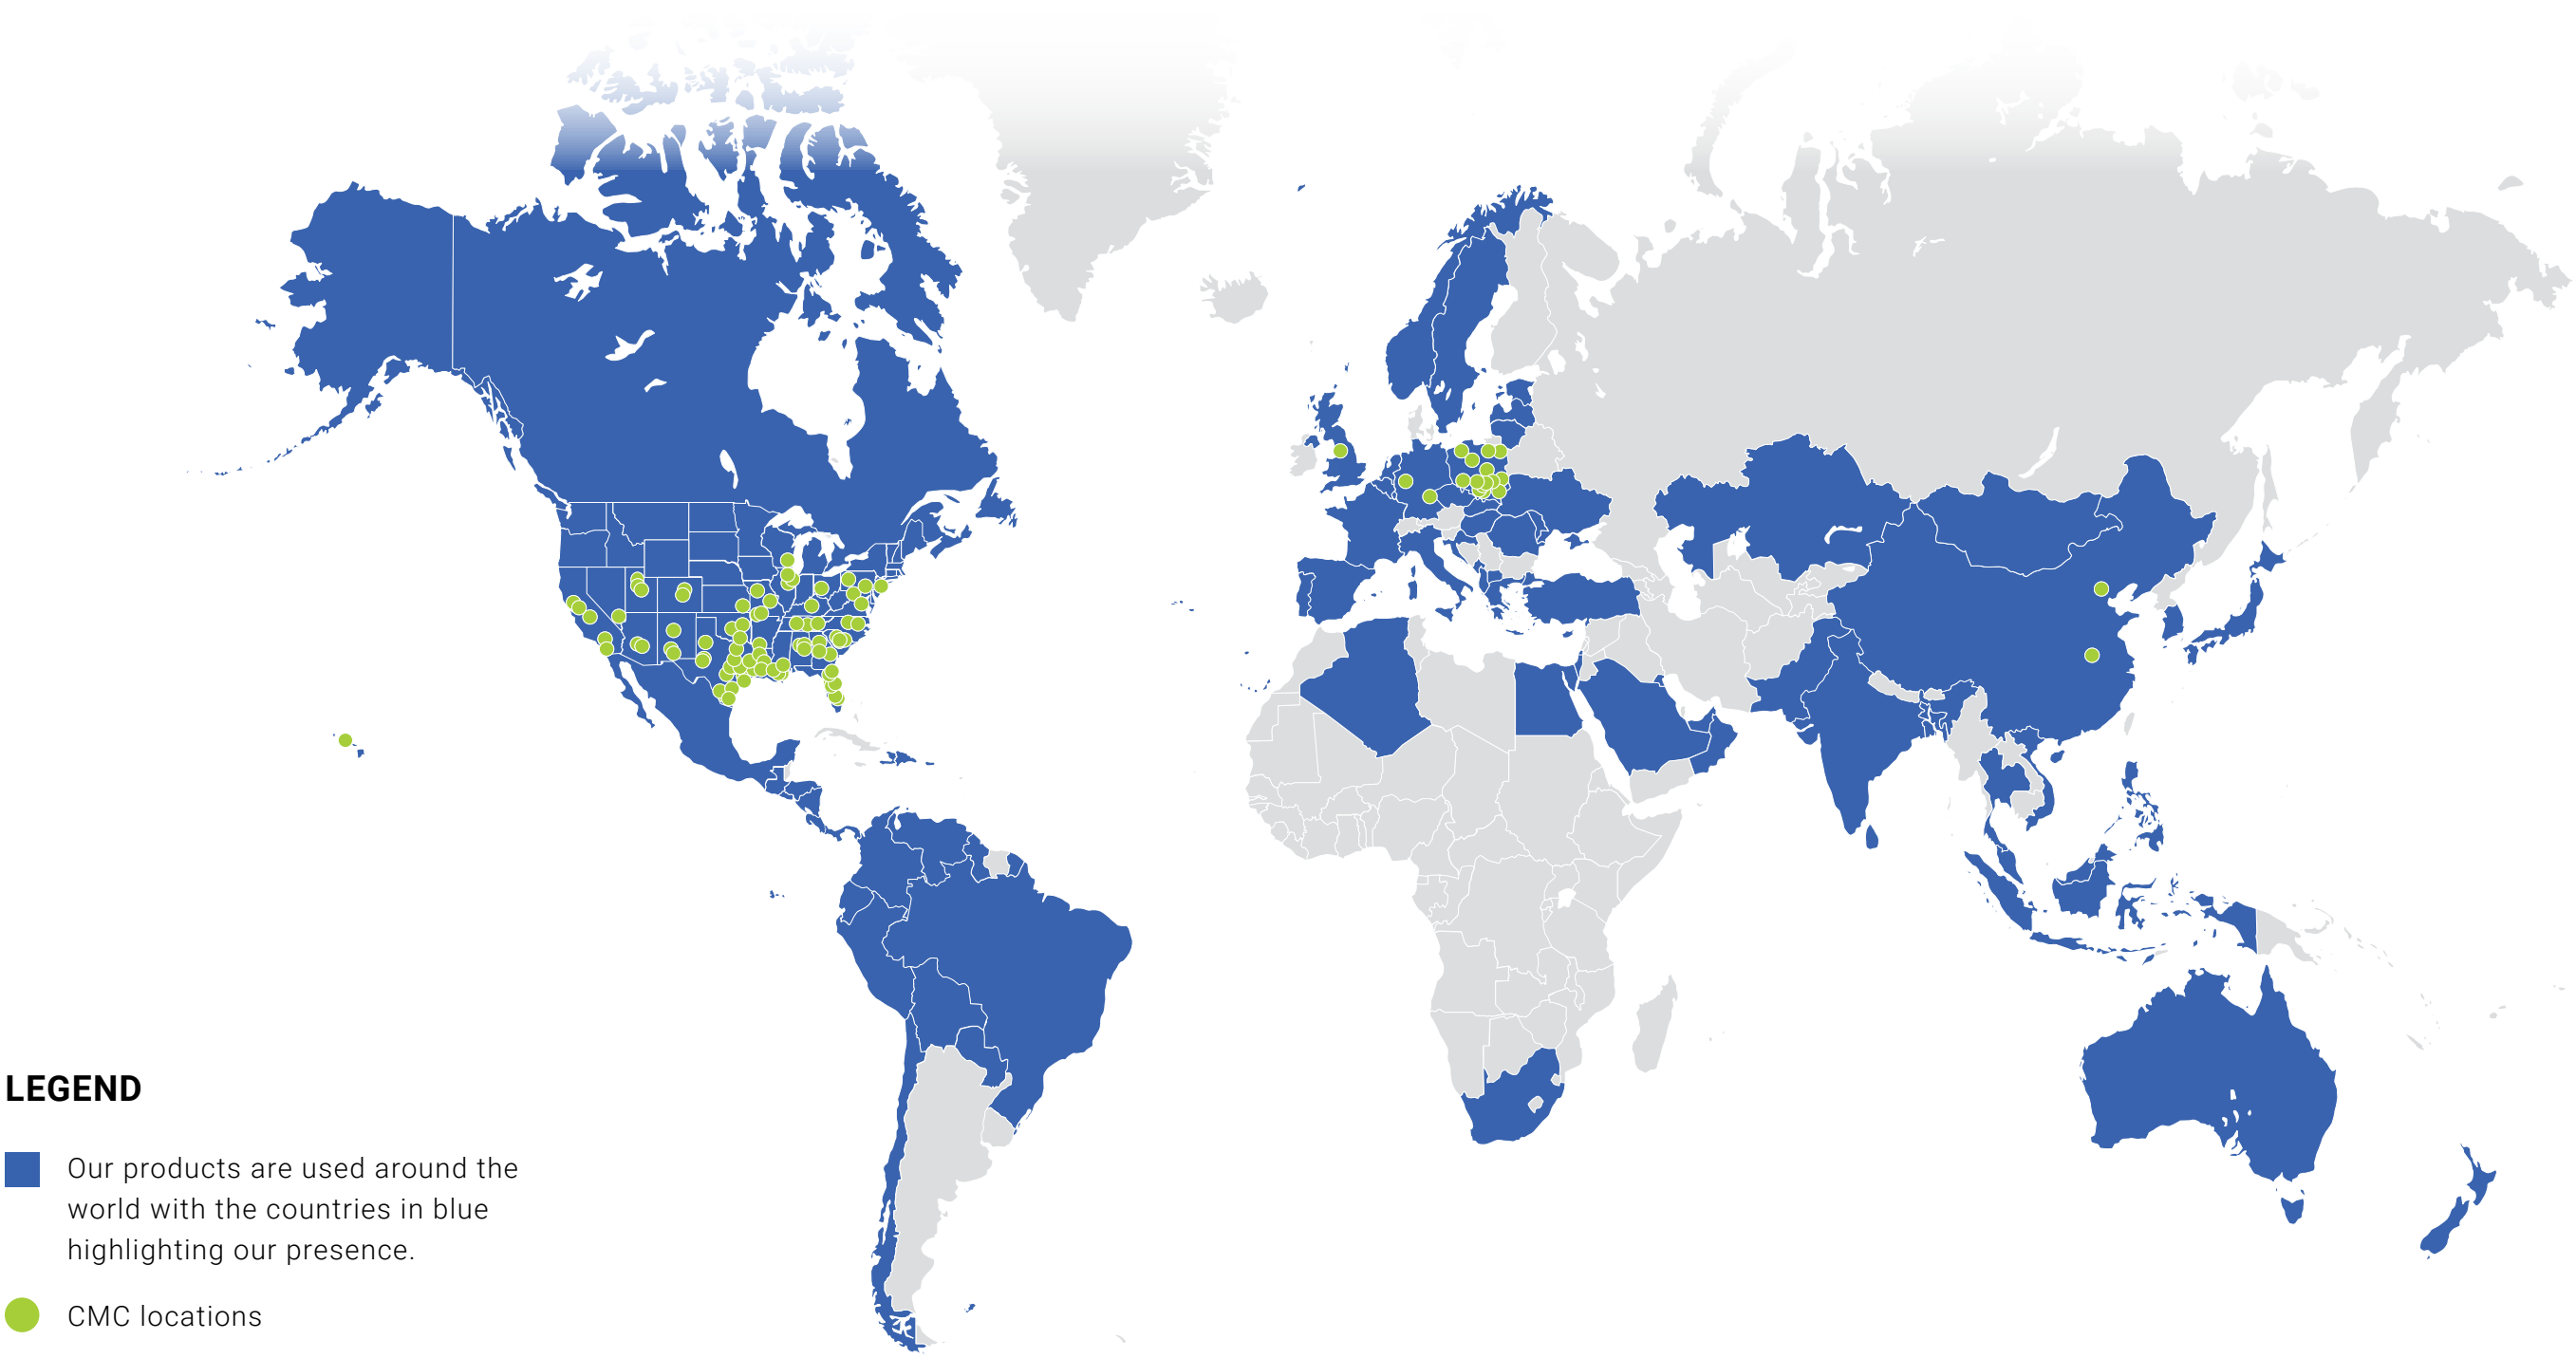 LEGEND
Our products are used around the
world with the countries in blue
highlighting our presence.
CMC locations